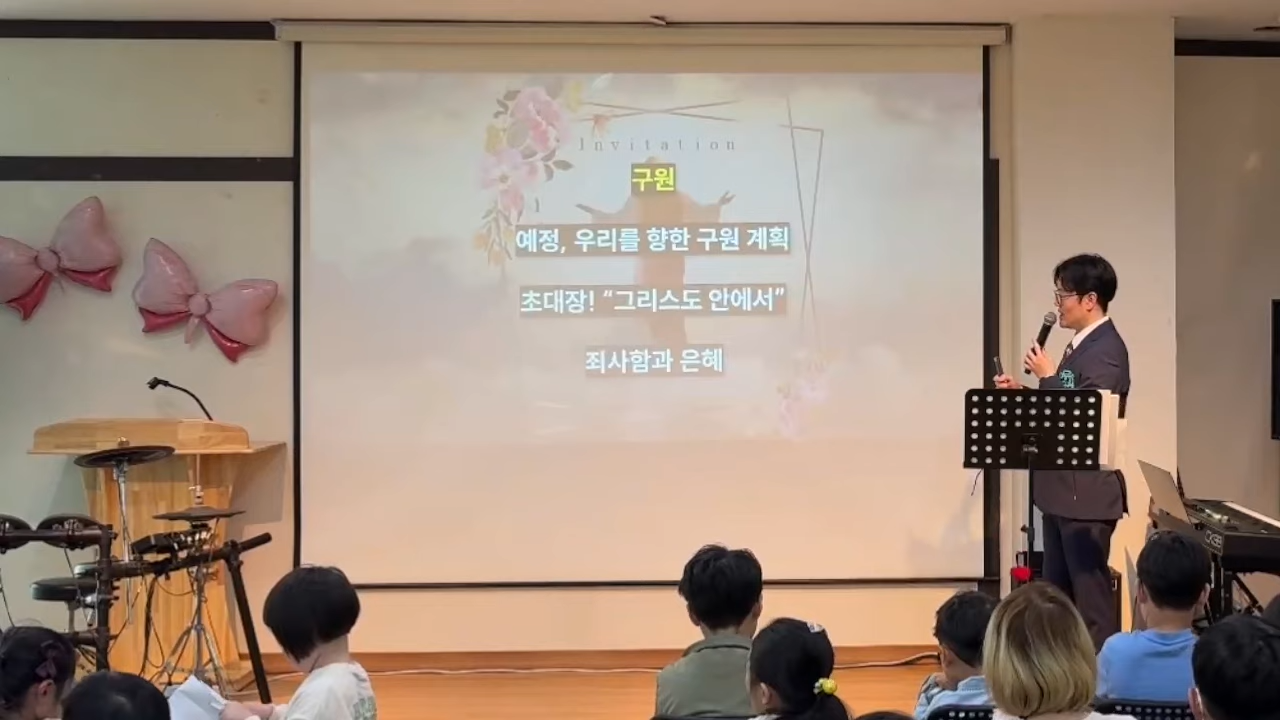 Invitation
구원
예정, 우리를 향한 구원 계획
초대장! “그리스도 안에서”
죄사함과 은혜